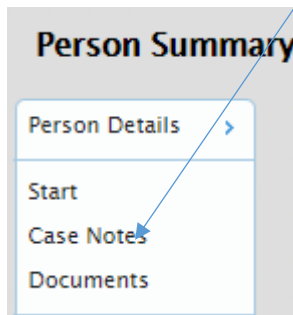 Person Summary
Person Details
Start
Case Notes
Documents